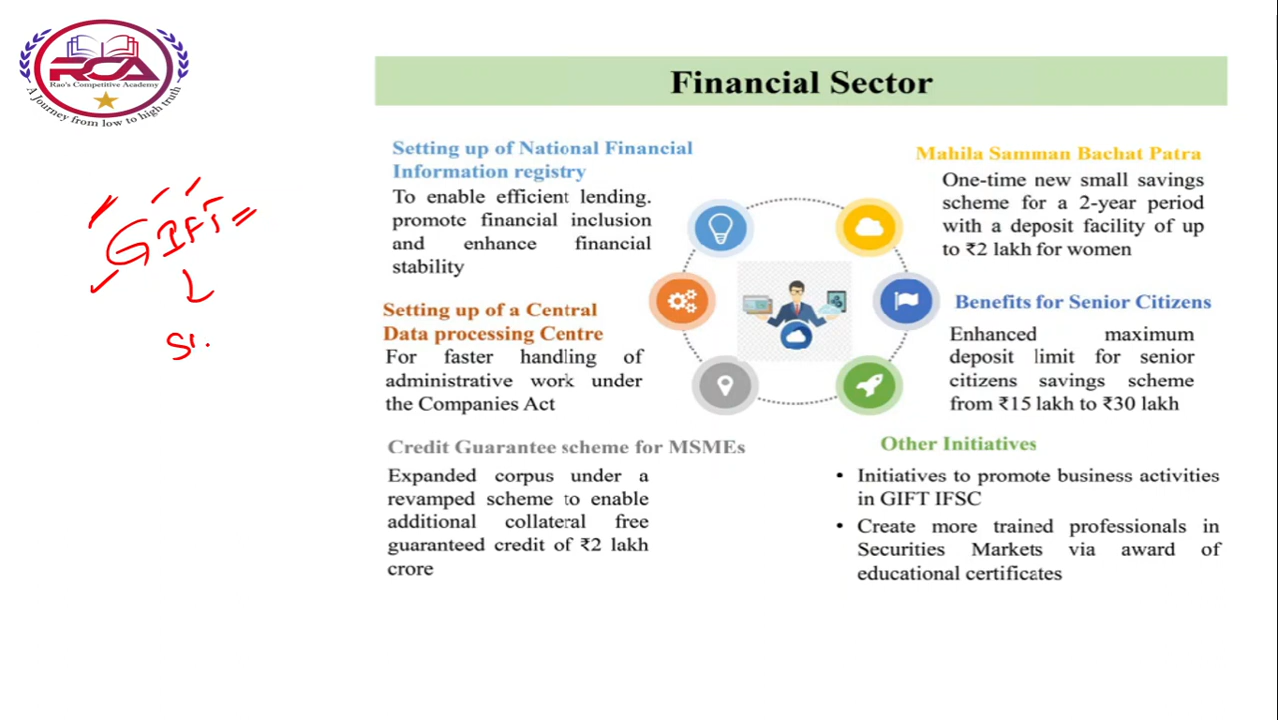 RCA
Rao's Competitive Academy
A Journey from low to high truth
GIFT
Financial Sector
Setting up of National Financial
Information registry
To enable efficient lending.
promote financial inclusion
and enhance financial
stability
Setting up of a Central
Data processing Centre
For faster handling of
administrative work under
the Companies Act
Credit Guarantee scheme for MSMEs
Expanded corpus under a
revamped scheme to enable
additional collateral free
guaranteed credit of ₹2 lakh
crore
Mahila Samman Bachat Patra
One-time new small savings
scheme for a 2-year period
with a deposit facility of up
to ₹2 lakh for women
Benefits for Senior Citizens
Enhanced maximum
deposit limit for senior
citizens savings scheme
from ₹15 lakh to ₹30 lakh
Other Initiatives
• Initiatives to promote business activities
in GIFT IFSC
• Create more trained professionals in
Securities Markets via award of
educational certificates